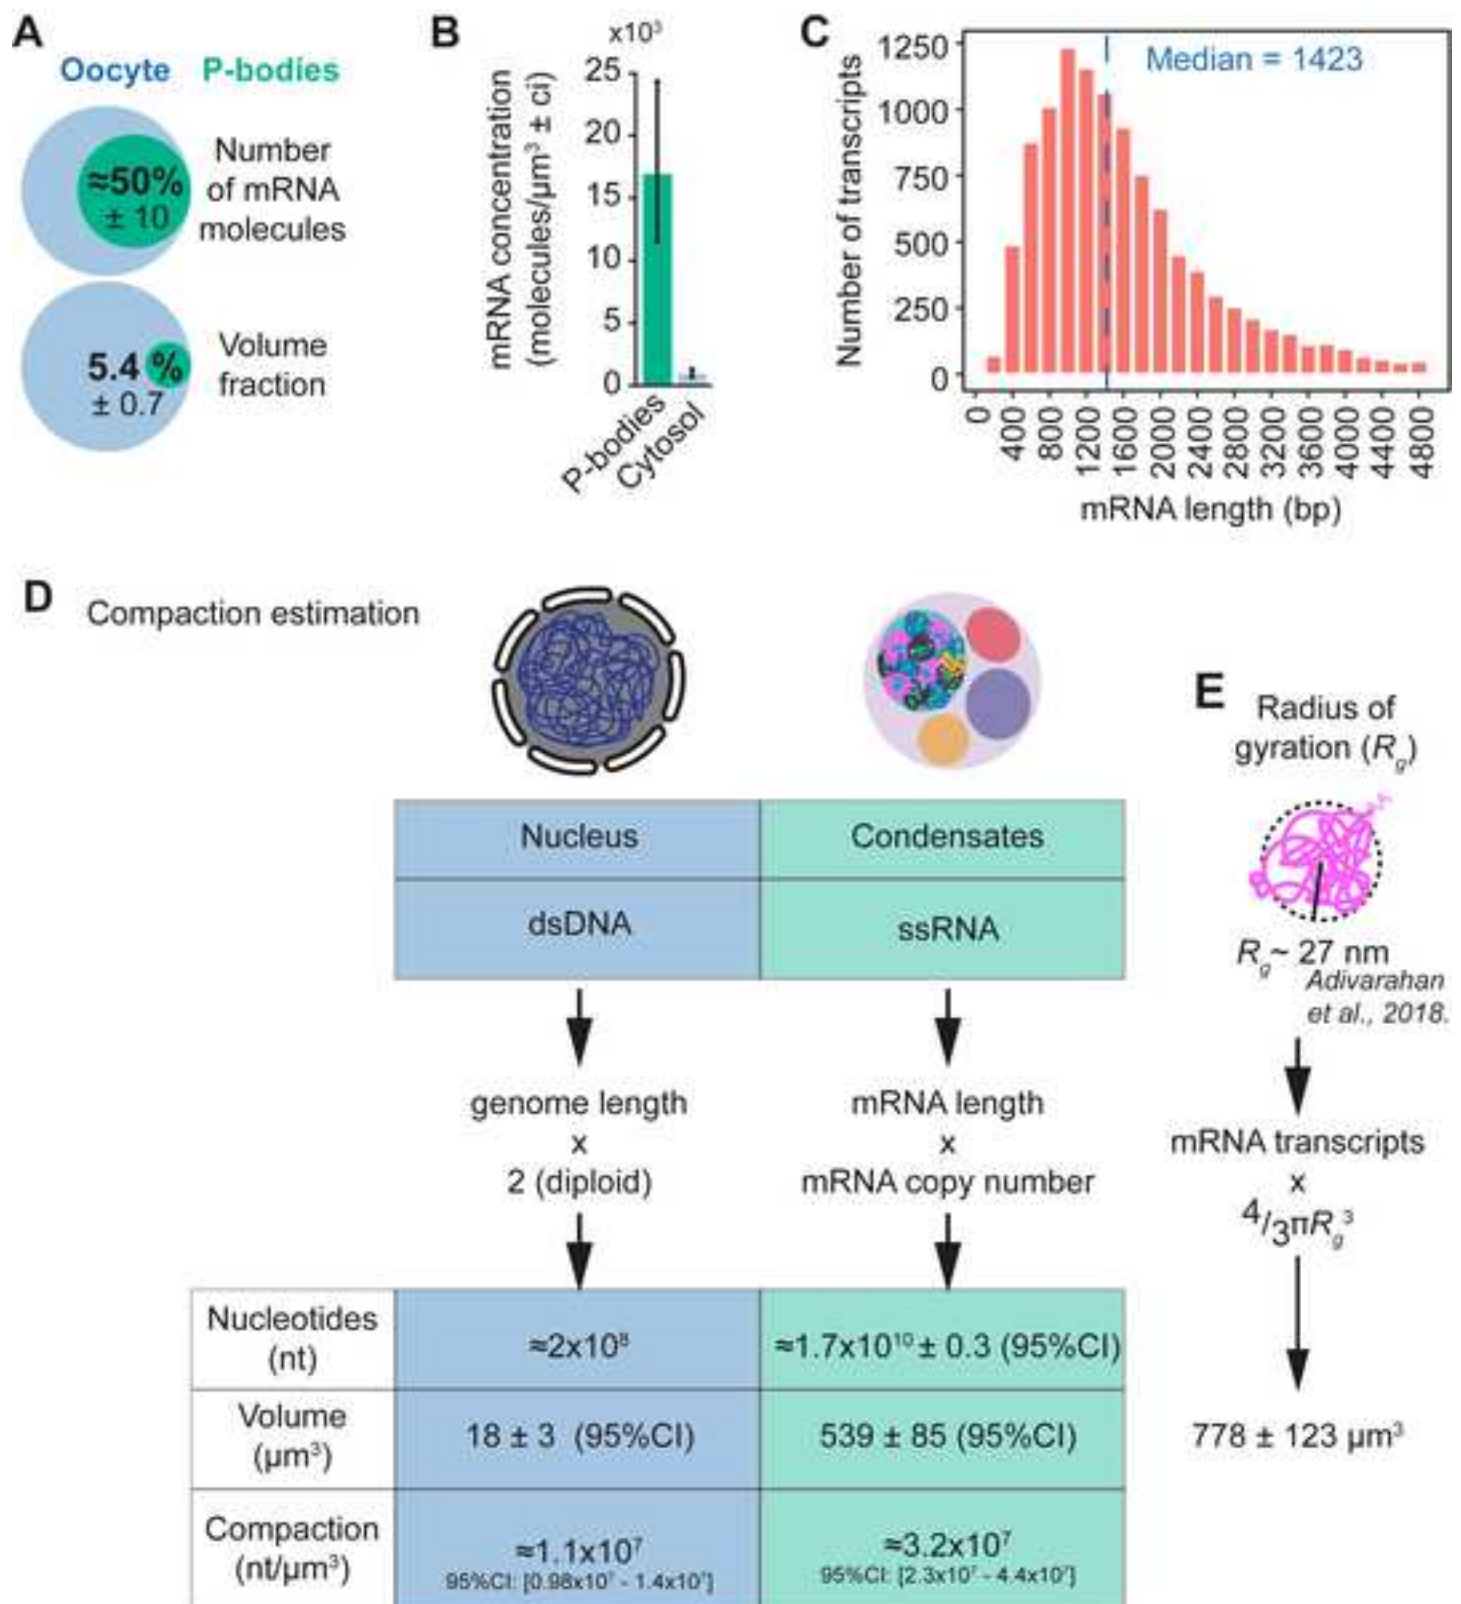 A
Oocyte P-bodies
≈50%
± 10
Number
of mRNA
molecules
5.4 %
± 0.7
Volume
fraction
B
x10³
mRNA concentration
(molecules/µm³ ± ci)
25
20
15
10
5
0
P-bodies
Cytosol
C
Number of transcripts
1250
1000
750
500
250
0
Median = 1423
0 400 800 1200 1600 2000 2400 2800 3200 3600 4000 4400 4800
mRNA length (bp)
D
Compaction estimation
Nucleus Condensates
dsDNA ssRNA
genome length
x
2 (diploid)
mRNA length
x
mRNA copy number
Nucleotides
(nt)
≈2x10⁸
≈1.7x10¹⁰ ± 0.3 (95%CI)
Volume
(µm³)
18 ± 3 (95%CI)
539 ± 85 (95%CI)
Compaction
(nt/µm³)
≈1.1x10⁷
95%CI: [0.98x10⁷ - 1.4x10⁷]
≈3.2x10⁷
95%CI: [2.3x10⁷ - 4.4x10⁷]
E
Radius of
gyration (Rg)
Rg~ 27 nm
Adivarahan
et al., 2018.
mRNA transcripts
x
4/3πRg³
778 ± 123 µm³